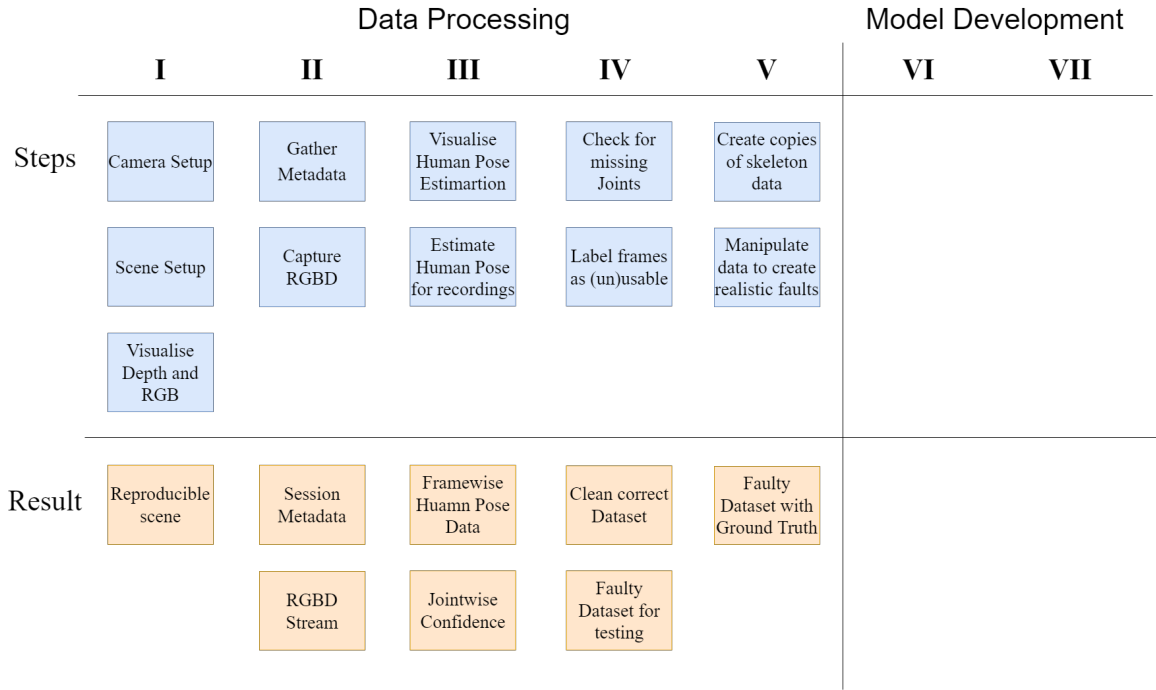 Data Processing
Model Development
I
II
III
IV
V
VI
VII
Steps
Camera Setup
Gather
Metadata
Visualise
Human Pose
Estimartion
Check for
missing
Joints
Create copies
of skeleton
data
Scene Setup
Capture
RGBD
Estimate
Human Pose
for recordings
Label frames
as (un)usable
Manipulate
data to create
realistic faults
Visualise
Depth and
RGB
Result
Reproducible
scene
Session
Metadata
Framewise
Huamn Pose
Data
Clean correct
Dataset
Faulty
Dataset with
Ground Truth
RGBD
Stream
Jointwise
Confidence
Faulty
Dataset for
testing